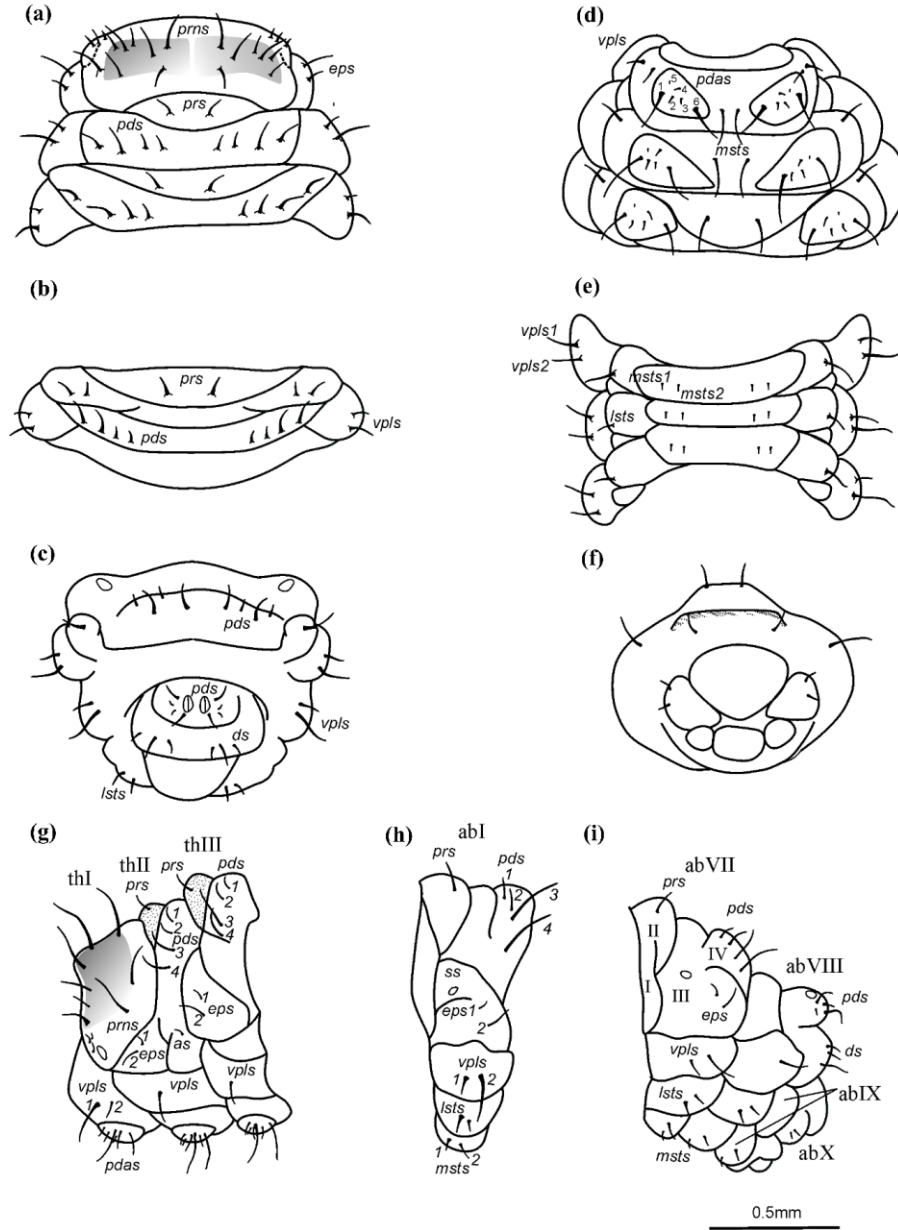 (a)
prns
eps
prs
pds
(b)
prs
pds
vpls
(c)
pds
pds
vpls
ds
lsts
(d)
vpls
pdas
1 5 4
2 3 6
msts
(e)
vpls1
vpls2
msts1
msts2
lsts
(f)
(g)
thI
thII
thIII
prs
prs
pds
1
2
3
4
1
2
pds
3
4
prns
1
2
eps
as
1
2
eps
vpls
1
2
vpls
vpls
pdas
(h)
abI
prs
pds
1
2
3
4
ss
eps1
2
vpls
1
2
lsts
1
2
msts
(i)
abVII
prs
pds
II
IV
I
III
eps
abVIII
pds
ds
vpls
lsts
abIX
msts
abX
0.5mm